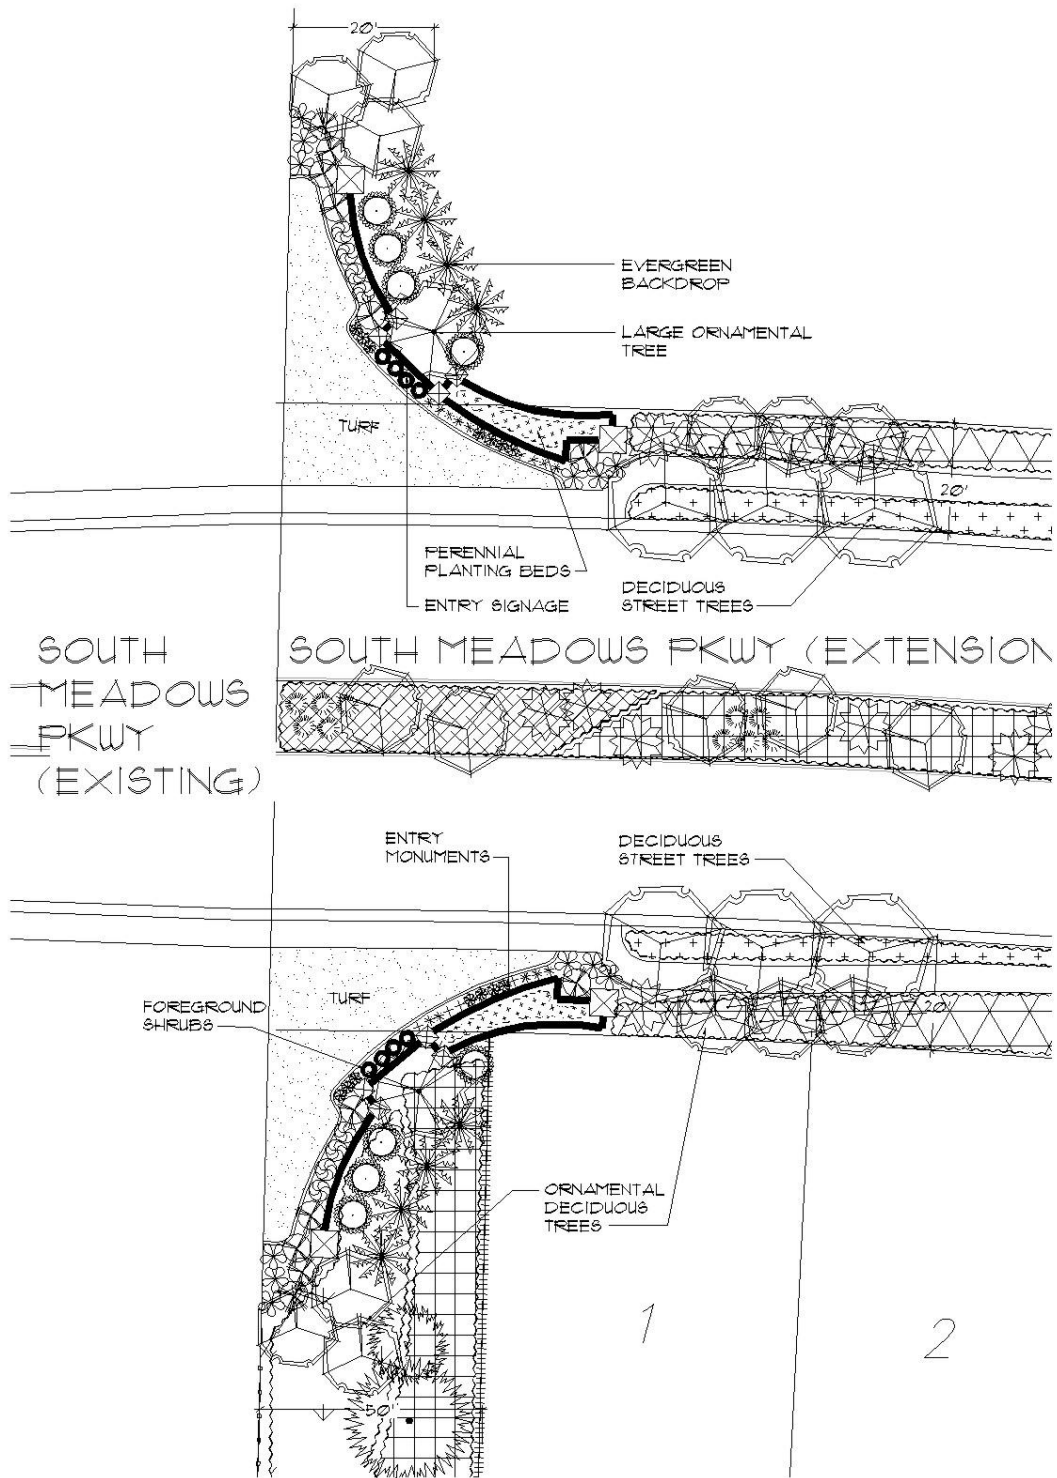 20'
EVERGREEN
BACKDROP
LARGE ORNAMENTAL
TREE
TURF
20'
PERENNIAL
PLANTING BEDS
ENTRY SIGNAGE
DECIDUOUS
STREET TREES
SOUTH
MEADOWS
PKWY
(EXISTING)
SOUTH MEADOWS PKWY (EXTENSION
ENTRY
MONUMENTS
DECIDUOUS
STREET TREES
FOREGROUND
SHRUBS
TURF
20'
ORNAMENTAL
DECIDUOUS
TREES
1
2
50'